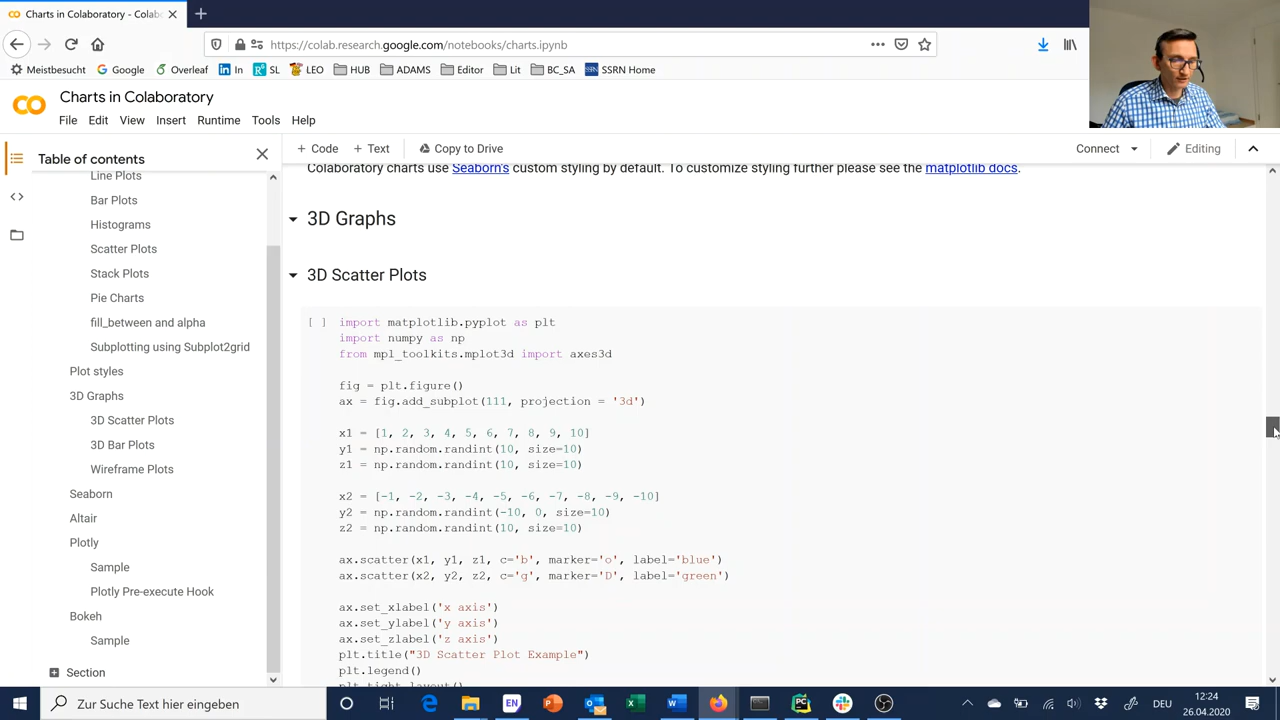 Charts in Colaboratory - Colab
https://colab.research.google.com/notebooks/charts.ipynb
Meistbesucht Google Overleaf In SL LEO HUB ADAMS Editor Lit BC_SA SSRN Home
Charts in Colaboratory
File Edit View Insert Runtime Tools Help
Table of contents
+ Code + Text Copy to Drive Connect Editing
Line Plots
Bar Plots
Histograms
Scatter Plots
Stack Plots
Pie Charts
fill_between and alpha
Subplotting using Subplot2grid
Plot styles
3D Graphs
3D Scatter Plots
3D Bar Plots
Wireframe Plots
Seaborn
Altair
Plotly
Sample
Plotly Pre-execute Hook
Bokeh
Sample
Section
Colaboratory charts use Seaborn's custom styling by default. To customize styling further please see the matplotlib docs.
3D Graphs
3D Scatter Plots
[ ] import matplotlib.pyplot as plt
import numpy as np
from mpl_toolkits.mplot3d import axes3d
fig = plt.figure()
ax = fig.add_subplot(111, projection = '3d')
x1 = [1, 2, 3, 4, 5, 6, 7, 8, 9, 10]
y1 = np.random.randint(10, size=10)
z1 = np.random.randint(10, size=10)
x2 = [-1, -2, -3, -4, -5, -6, -7, -8, -9, -10]
y2 = np.random.randint(-10, 0, size=10)
z2 = np.random.randint(10, size=10)
ax.scatter(x1, y1, z1, c='b', marker='o', label='blue')
ax.scatter(x2, y2, z2, c='g', marker='D', label='green')
ax.set_xlabel('x axis')
ax.set_ylabel('y axis')
ax.set_zlabel('z axis')
plt.title("3D Scatter Plot Example")
plt.legend()
plt.tight_layout()
Zur Suche Text hier eingeben
EN
DEU
12:24
26.04.2020